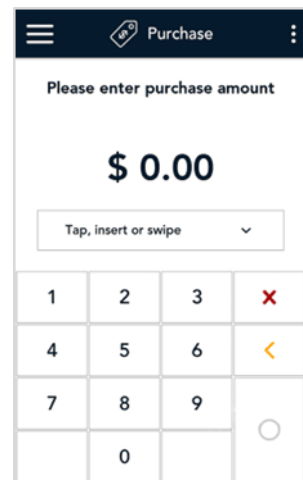 Purchase
Please enter purchase amount
$ 0.00
Tap, insert or swipe
1 2 3
4 5 6
7 8 9
0